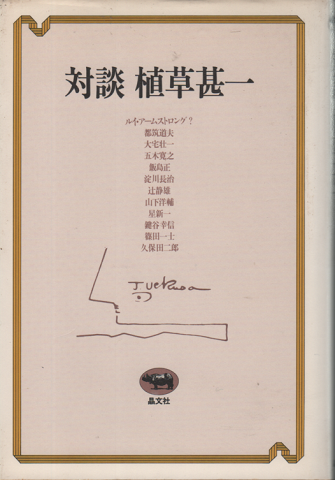 対談 植草甚一
ルイ・アームストロング?
都筑道夫
大宅壮一
五木寛之
飯島正
淀川長治
辻静雄
山下洋輔
星新一
鍵谷幸信
篠田一士
久保田二郎
J Uekusa
晶文社